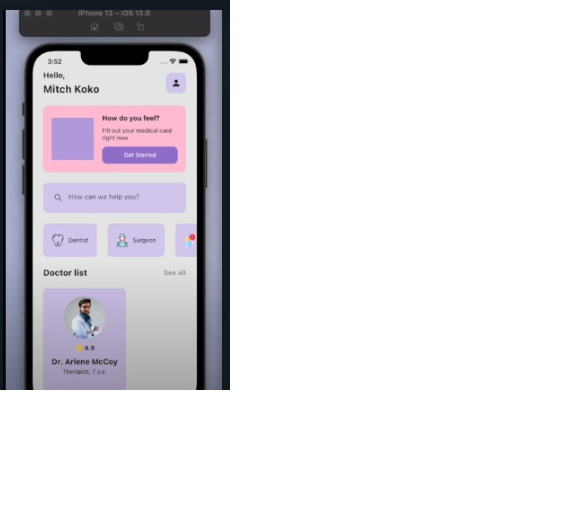 iPhone 13 – iOS 15.0
3:52
Hello,
Mitch Koko
How do you feel?
Fill out your medical card
right now
Get Started
How can we help you?
Dentist
Surgeon
Doctor list
See all
4.9
Dr. Arlene McCoy
Therapist, 7 y.e.